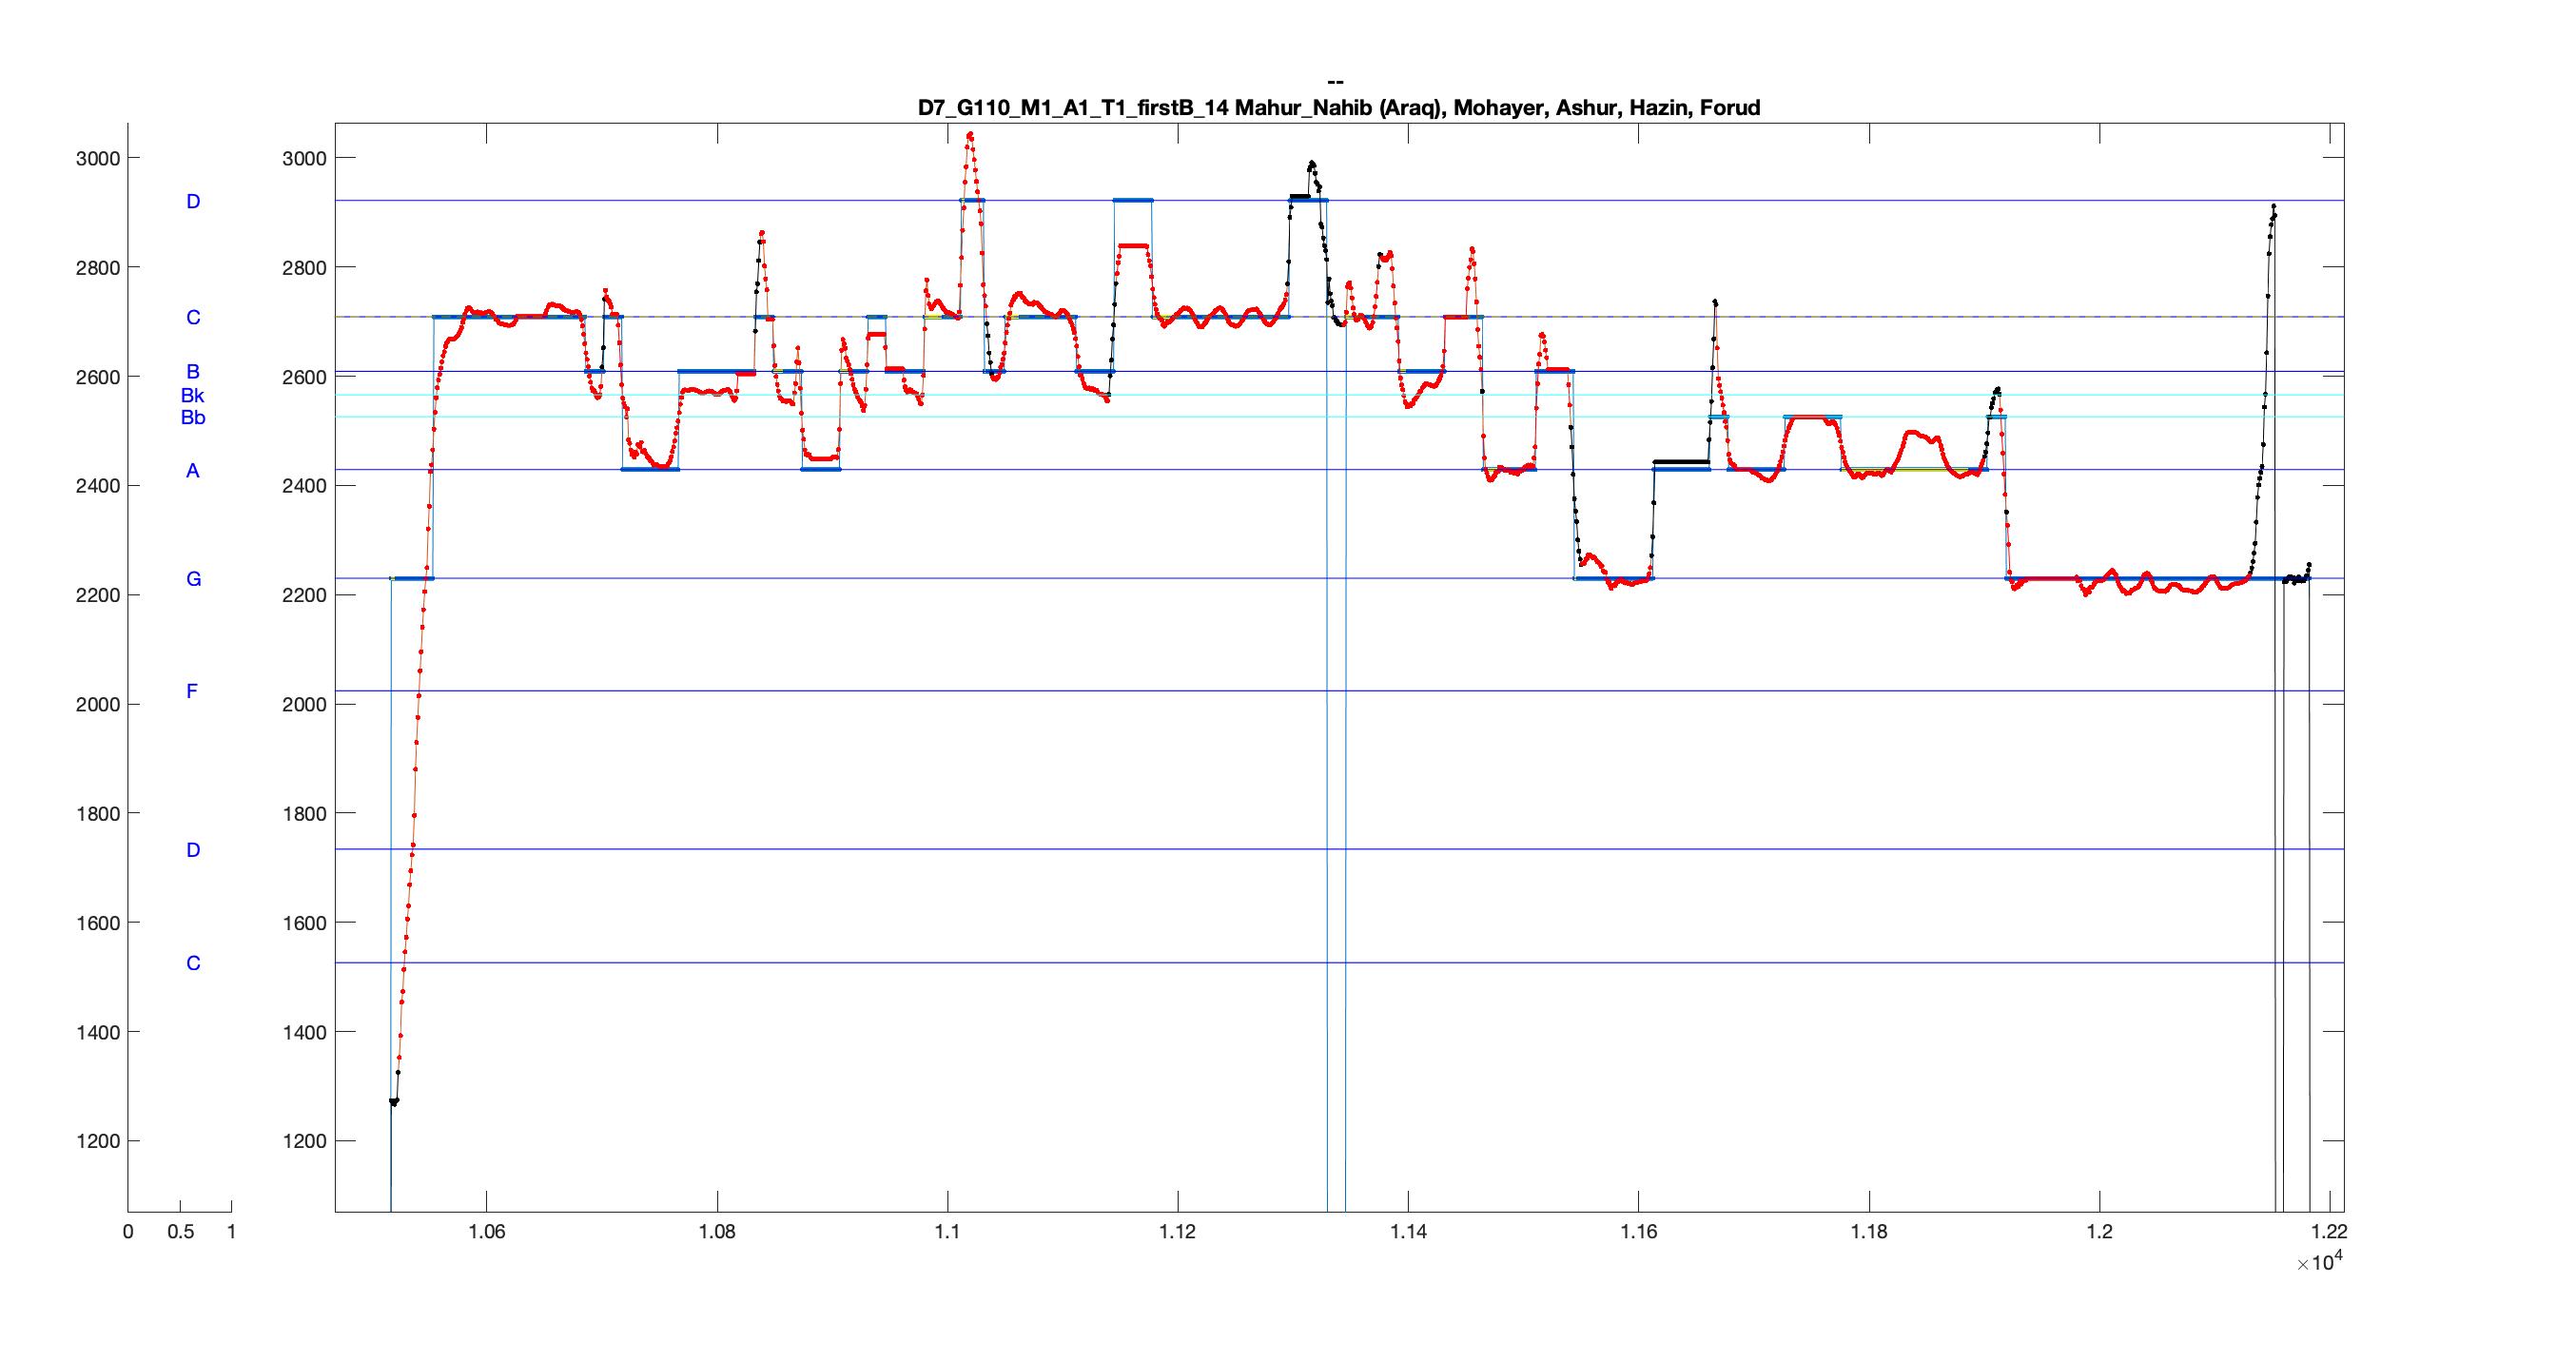 --
D7_G110_M1_A1_T1_firstB_14 Mahur_Nahib (Araq), Mohayer, Ashur, Hazin, Forud
3000 3000
D
2800 2800
C
2600 B 2600
Bk
Bb
A
2400 2400
G
2200 2200
F
2000 2000
1800 1800
D
1600 1600
C
1400 1400
1200 1200
0 0.5 1 1.06 1.08 1.1 1.12 1.14 1.16 1.18 1.2 1.22
×10^4